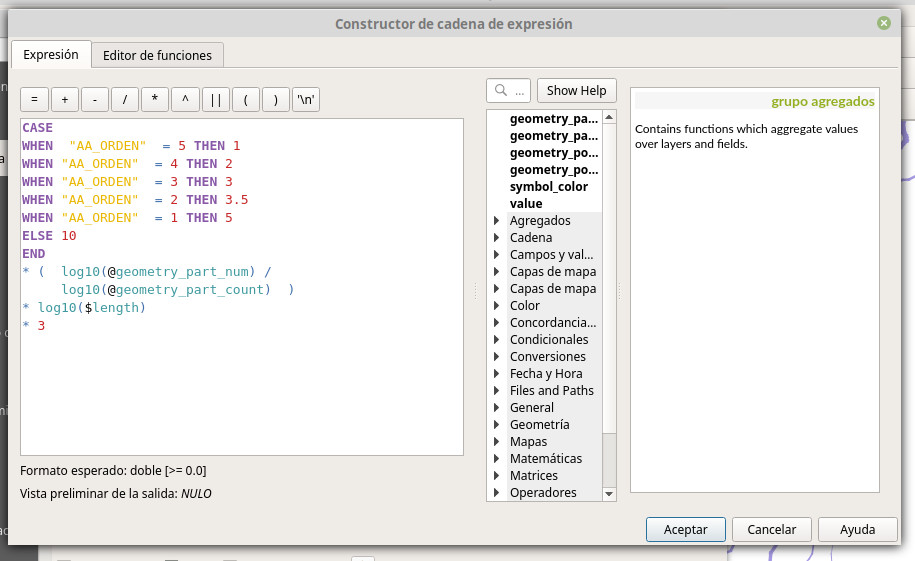 Constructor de cadena de expresión
Expresión
Editor de funciones
= + - / * ^ || ( ) '\n'
...
Show Help
CASE
WHEN  "AA_ORDEN"  = 5 THEN 1
WHEN "AA_ORDEN"  = 4 THEN 2
WHEN "AA_ORDEN"  = 3 THEN 3
WHEN "AA_ORDEN"  = 2 THEN 3.5
WHEN "AA_ORDEN"  = 1 THEN 5
ELSE 10
END
* (  log10(@geometry_part_num) /
     log10(@geometry_part_count)  )
* log10($length)
* 3
Formato esperado: doble [>= 0.0]
Vista preliminar de la salida: NULO
geometry_pa...
geometry_pa...
geometry_po...
geometry_po...
symbol_color
value
Agregados
Cadena
Campos y val...
Capas de mapa
Capas de mapa
Color
Concordancia...
Condicionales
Conversiones
Fecha y Hora
Files and Paths
General
Geometría
Mapas
Matemáticas
Matrices
Operadores
grupo agregados
Contains functions which aggregate values
over layers and fields.
Aceptar
Cancelar
Ayuda